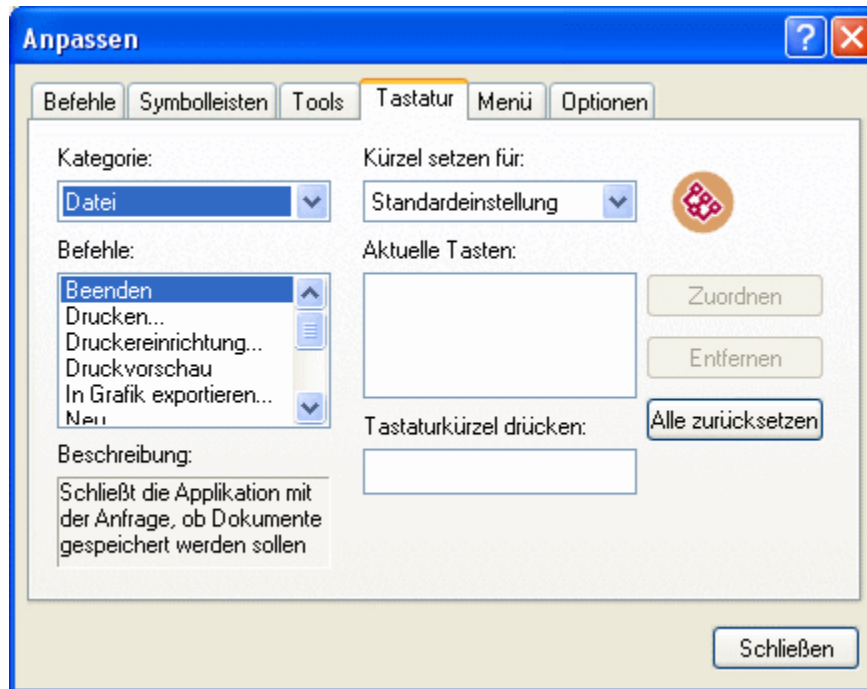 Anpassen
Befehle
Symbolleisten
Tools
Tastatur
Menü
Optionen
Kategorie:
Datei
Kürzel setzen für:
Standardeinstellung
Befehle:
Beenden
Drucken...
Druckereinrichtung...
Druckvorschau
In Grafik exportieren...
Neu
Aktuelle Tasten:
Zuordnen
Entfernen
Alle zurücksetzen
Tastaturkürzel drücken:
Beschreibung:
Schließt die Applikation mit
der Anfrage, ob Dokumente
gespeichert werden sollen
Schließen